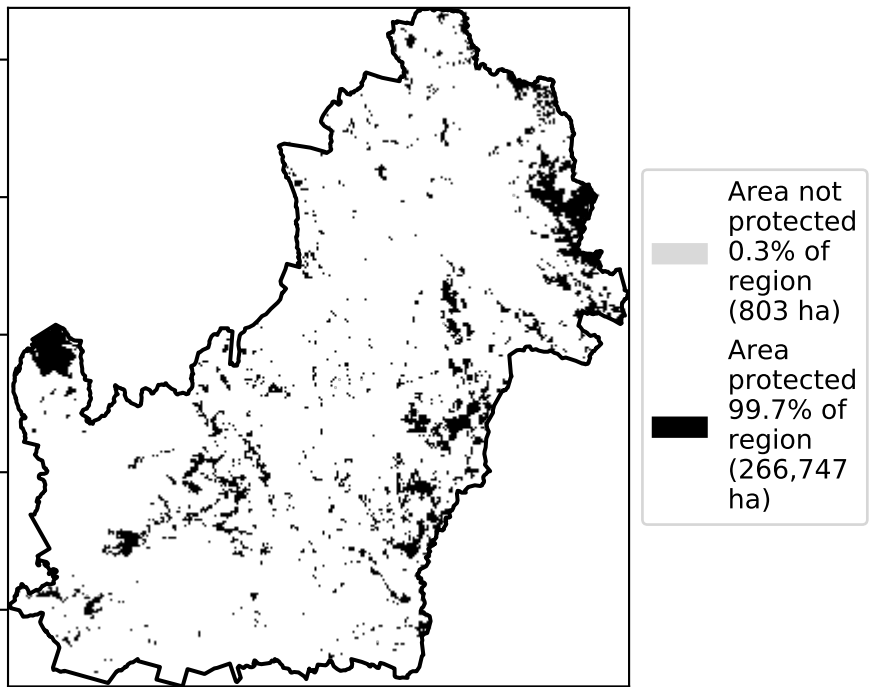 Area not
protected
0.3% of
region
(803 ha)
Area
protected
99.7% of
region
(266,747
ha)